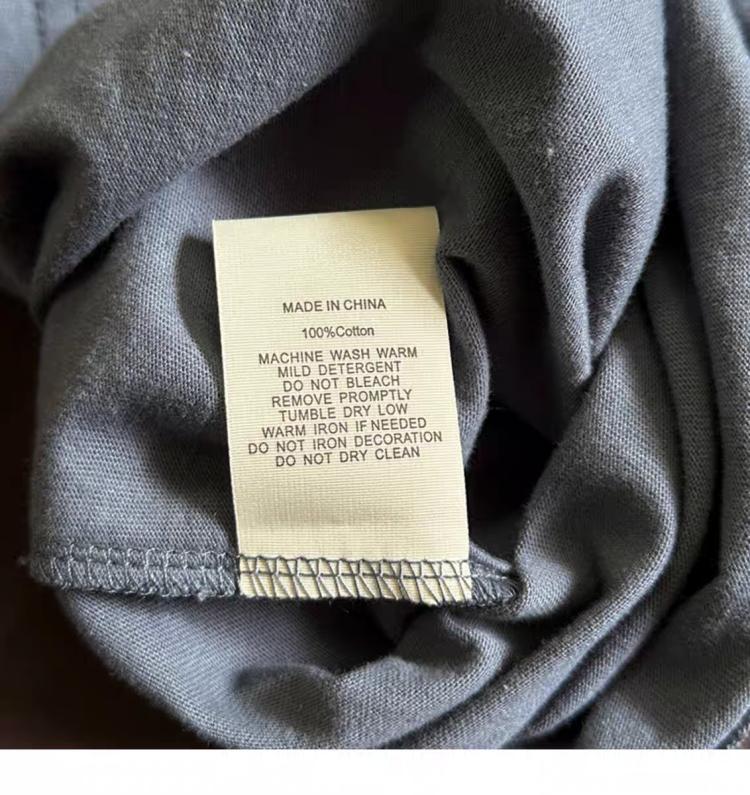 MADE IN CHINA
100%Cotton
MACHINE WASH WARM
MILD DETERGENT
DO NOT BLEACH
REMOVE PROMPTLY
TUMBLE DRY LOW
WARM IRON IF NEEDED
DO NOT IRON DECORATION
DO NOT DRY CLEAN